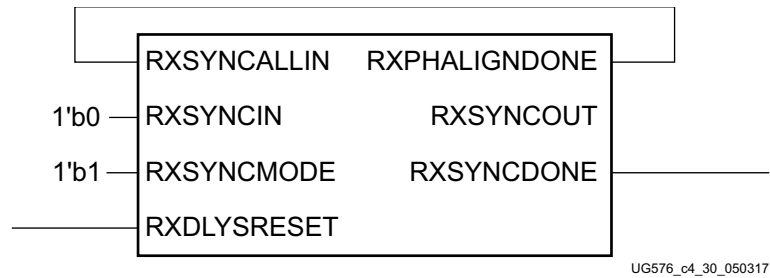 RXSYNCALLIN RXPHALIGNDONE
1'b0 RXSYNCIN RXSYNCOUT
1'b1 RXSYNCMODE RXSYNCDONE
RXDLYSRESET
UG576_c4_30_050317